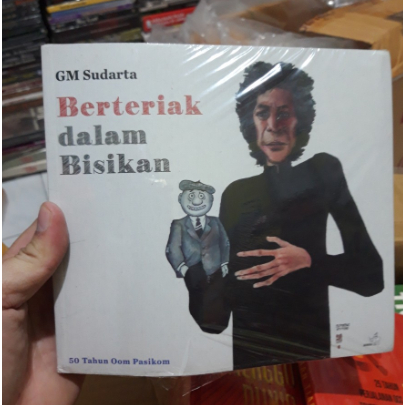 GM Sudarta
Berteriak
dalam
Bisikan
50 Tahun Oom Pasikom